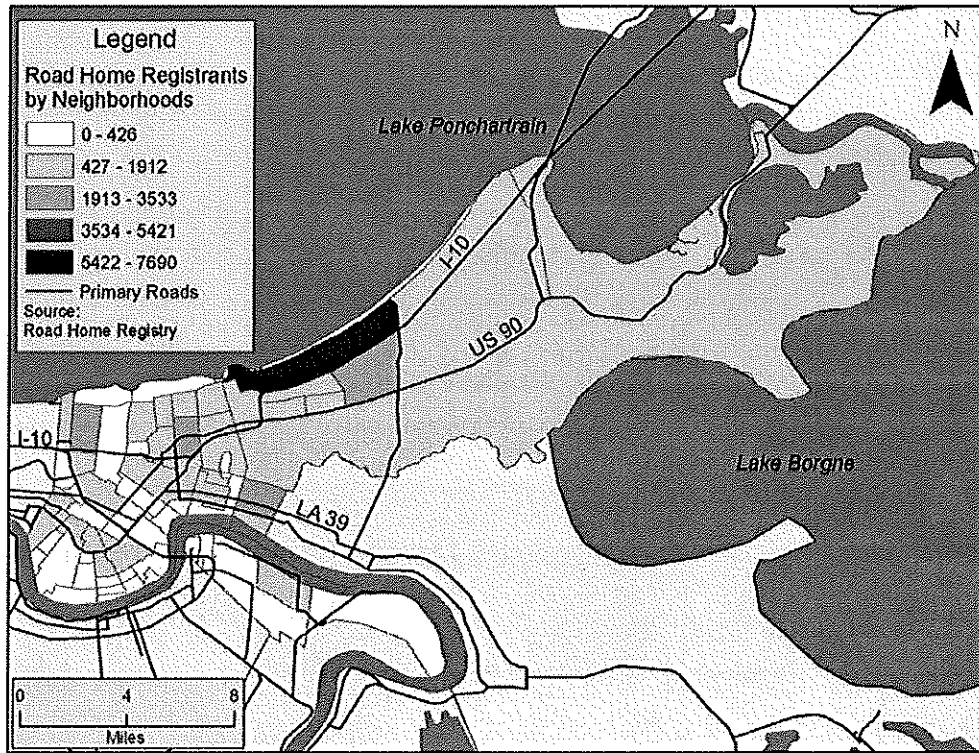 Legend
Road Home Registrants
by Neighborhoods
0 - 426
427 - 1912
1913 - 3533
3534 - 5421
5422 - 7690
Primary Roads
Source:
Road Home Registry
N
Lake Ponchartrain
I-10
US 90
I-10
Lake Borgne
LA 39
0 4 8
Miles